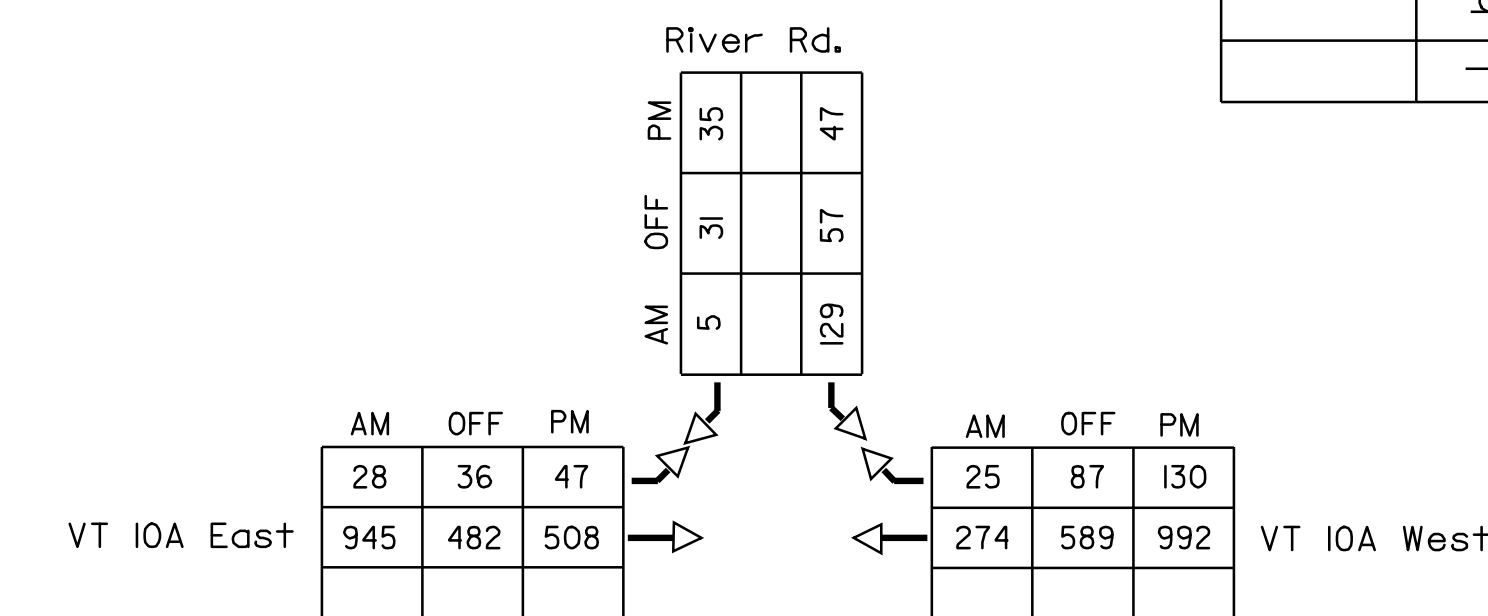 River Rd.
PM 35 47
OFF 31 57
AM 5 129
AM OFF PM
28 36 47
VT 10A East 945 482 508
AM OFF PM
25 87 130
274 589 992 VT 10A West